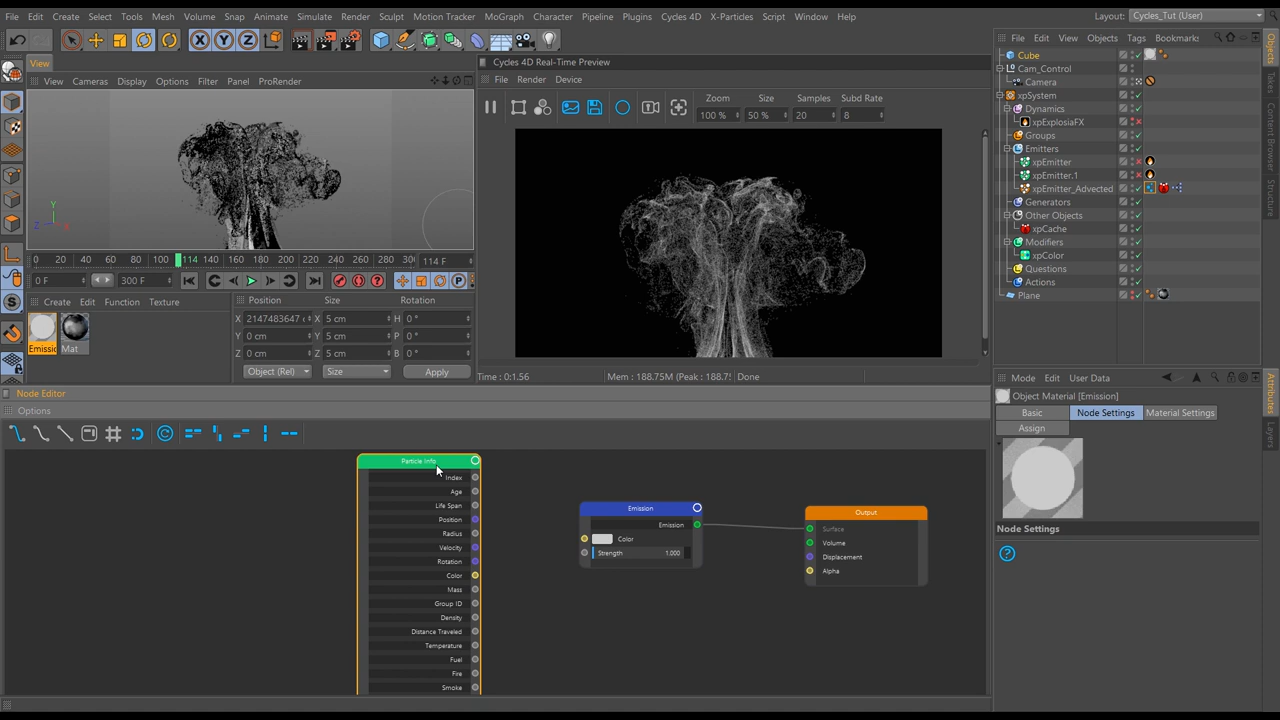 File Edit Create Select Tools Mesh Volume Snap Animate Simulate Render Sculpt Motion Tracker MoGraph Character Pipeline Plugins Cycles 4D X-Particles Script Window Help Layout: Cycles_Tut (User)
File Edit View Objects Tags Bookmarks
View
View Cameras Display Options Filter Panel ProRender
Cycles 4D Real-Time Preview
File Render Device
Zoom Size Samples Subd Rate
100 % 50 % 20 8
Cube
Cam_Control
Camera
xpSystem
Dynamics
xpExplosiaFX
Groups
Emitters
xpEmitter
xpEmitter.1
xpEmitter_Advected
Generators
Other Objects
xpCache
Modifiers
xpColor
Questions
Actions
Plane
Objects
Takes
Content Browser
Structure
Y
Z
X
0 20 40 60 80 100 114 140 160 180 200 220 240 260 280 300 114 F
0 F 300 F
Create Edit Function Texture
Emissic
Mat
Position Size Rotation
X 2147483647 c X 5 cm H 0 °
Y 0 cm Y 5 cm P 0 °
Z 0 cm Z 5 cm B 0 °
Object (Rel) Size Apply
Time : 0:1.56 Mem : 188.75M (Peak : 188.7! Done
Node Editor
Options
Particle Info
Index
Age
Life Span
Position
Radius
Velocity
Rotation
Color
Mass
Group ID
Density
Distance Traveled
Temperature
Fuel
Fire
Smoke
Emission
Emission
Color
Strength 1.000
Output
Surface
Volume
Displacement
Alpha
Mode Edit User Data
Object Material [Emission]
Basic Node Settings Material Settings
Assign
Node Settings
Attributes
Layers